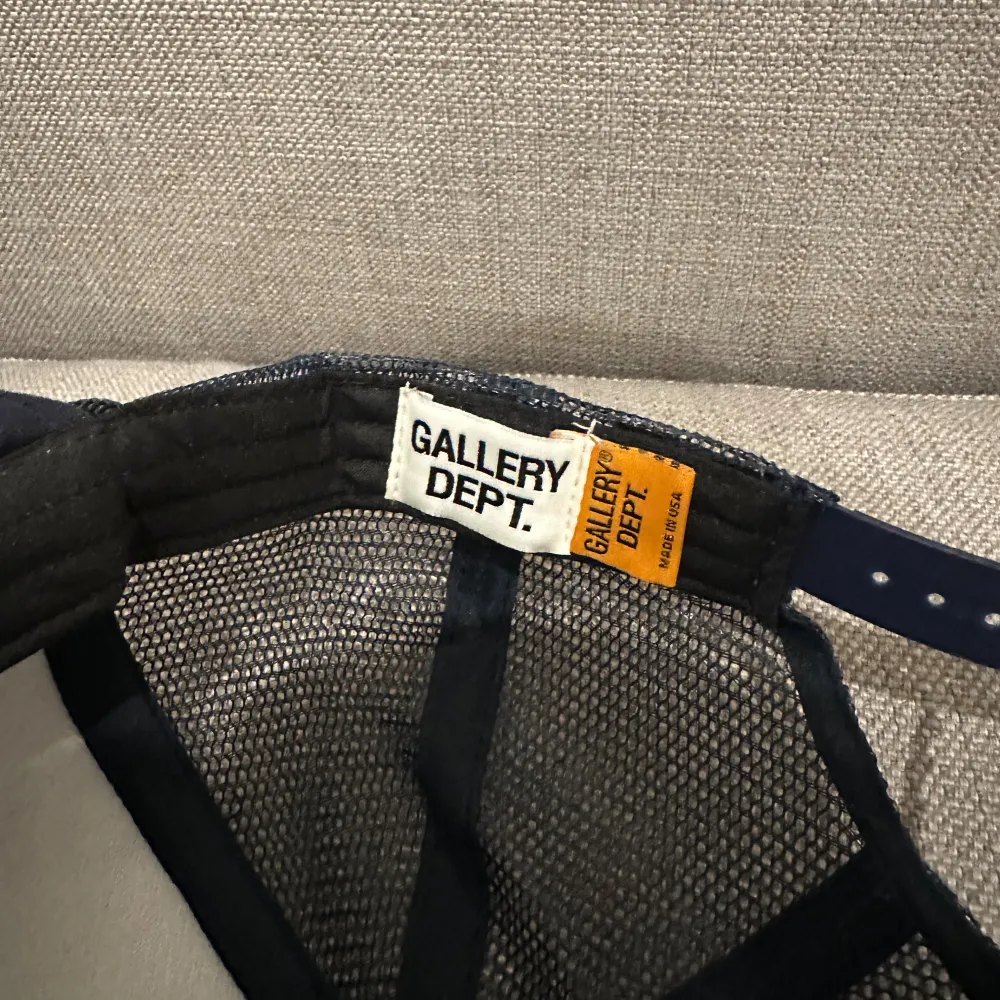 GALLERY
DEPT.
GALLERY®
DEPT.
MADE IN USA